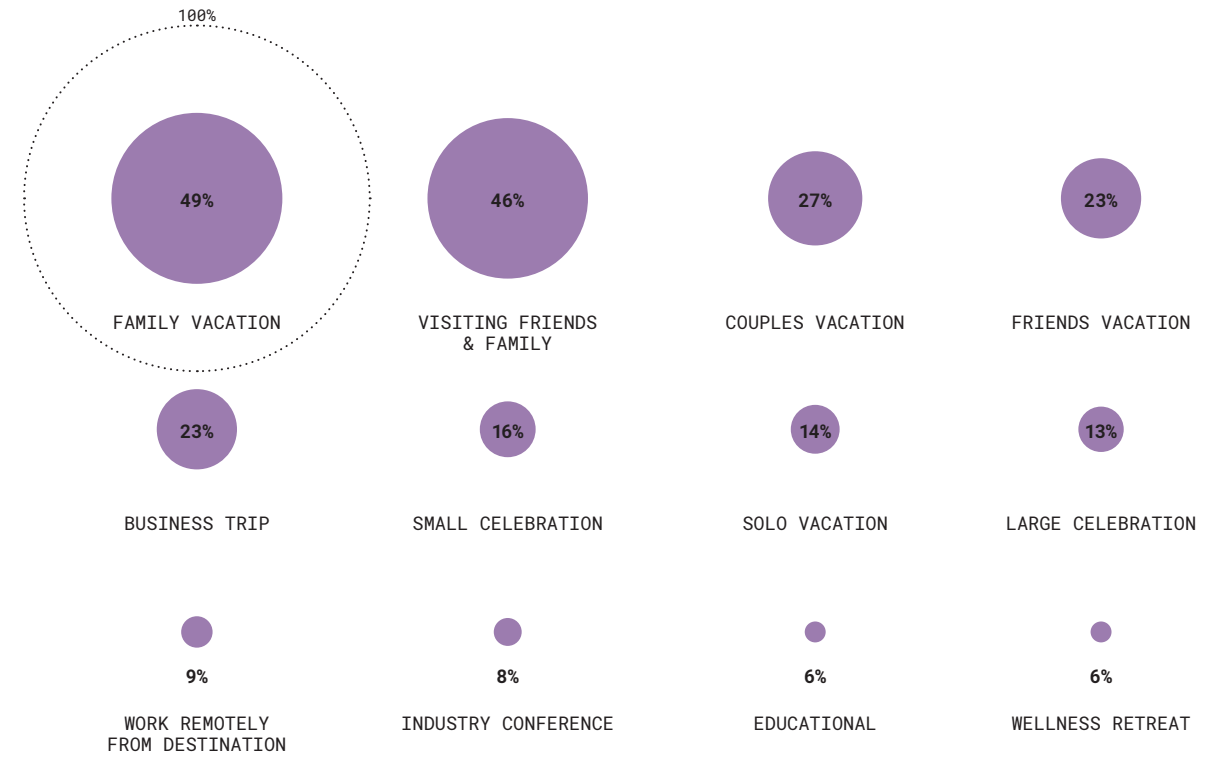 100%
49%
46%
27%
23%
FAMILY VACATION
VISITING FRIENDS
& FAMILY
COUPLES VACATION
FRIENDS VACATION
23%
16%
14%
13%
BUSINESS TRIP
SMALL CELEBRATION
SOLO VACATION
LARGE CELEBRATION
9%
8%
6%
6%
WORK REMOTELY
FROM DESTINATION
INDUSTRY CONFERENCE
EDUCATIONAL
WELLNESS RETREAT